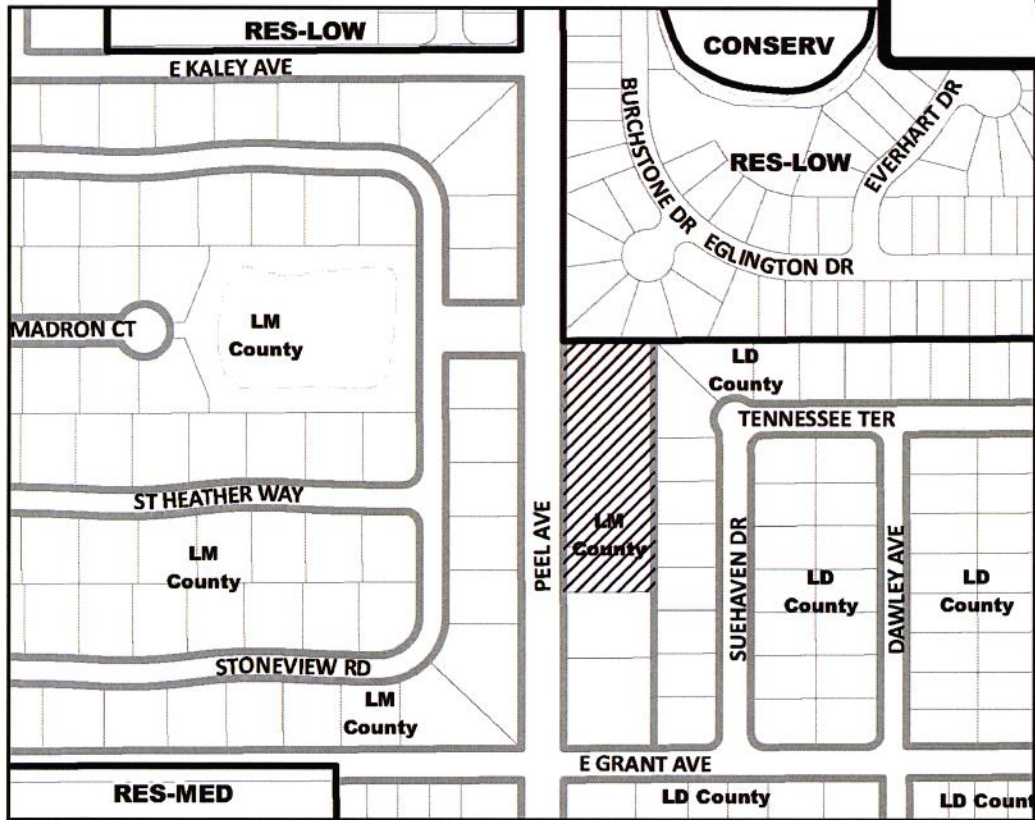 RES-LOW
CONSERV
E KALEY AVE
BURCHSTONE DR
EVERHART DR
RES-LOW
EGLINGTON DR
MADRON CT
LM
County
LD
County
TENNESSEE TER
ST HEATHER WAY
PEEL AVE
LM
County
LM
County
SUEHAVEN DR
LD
County
DAWLEY AVE
LD
County
STONEVIEW RD
LM
County
E GRANT AVE
RES-MED
LD County
LD Count